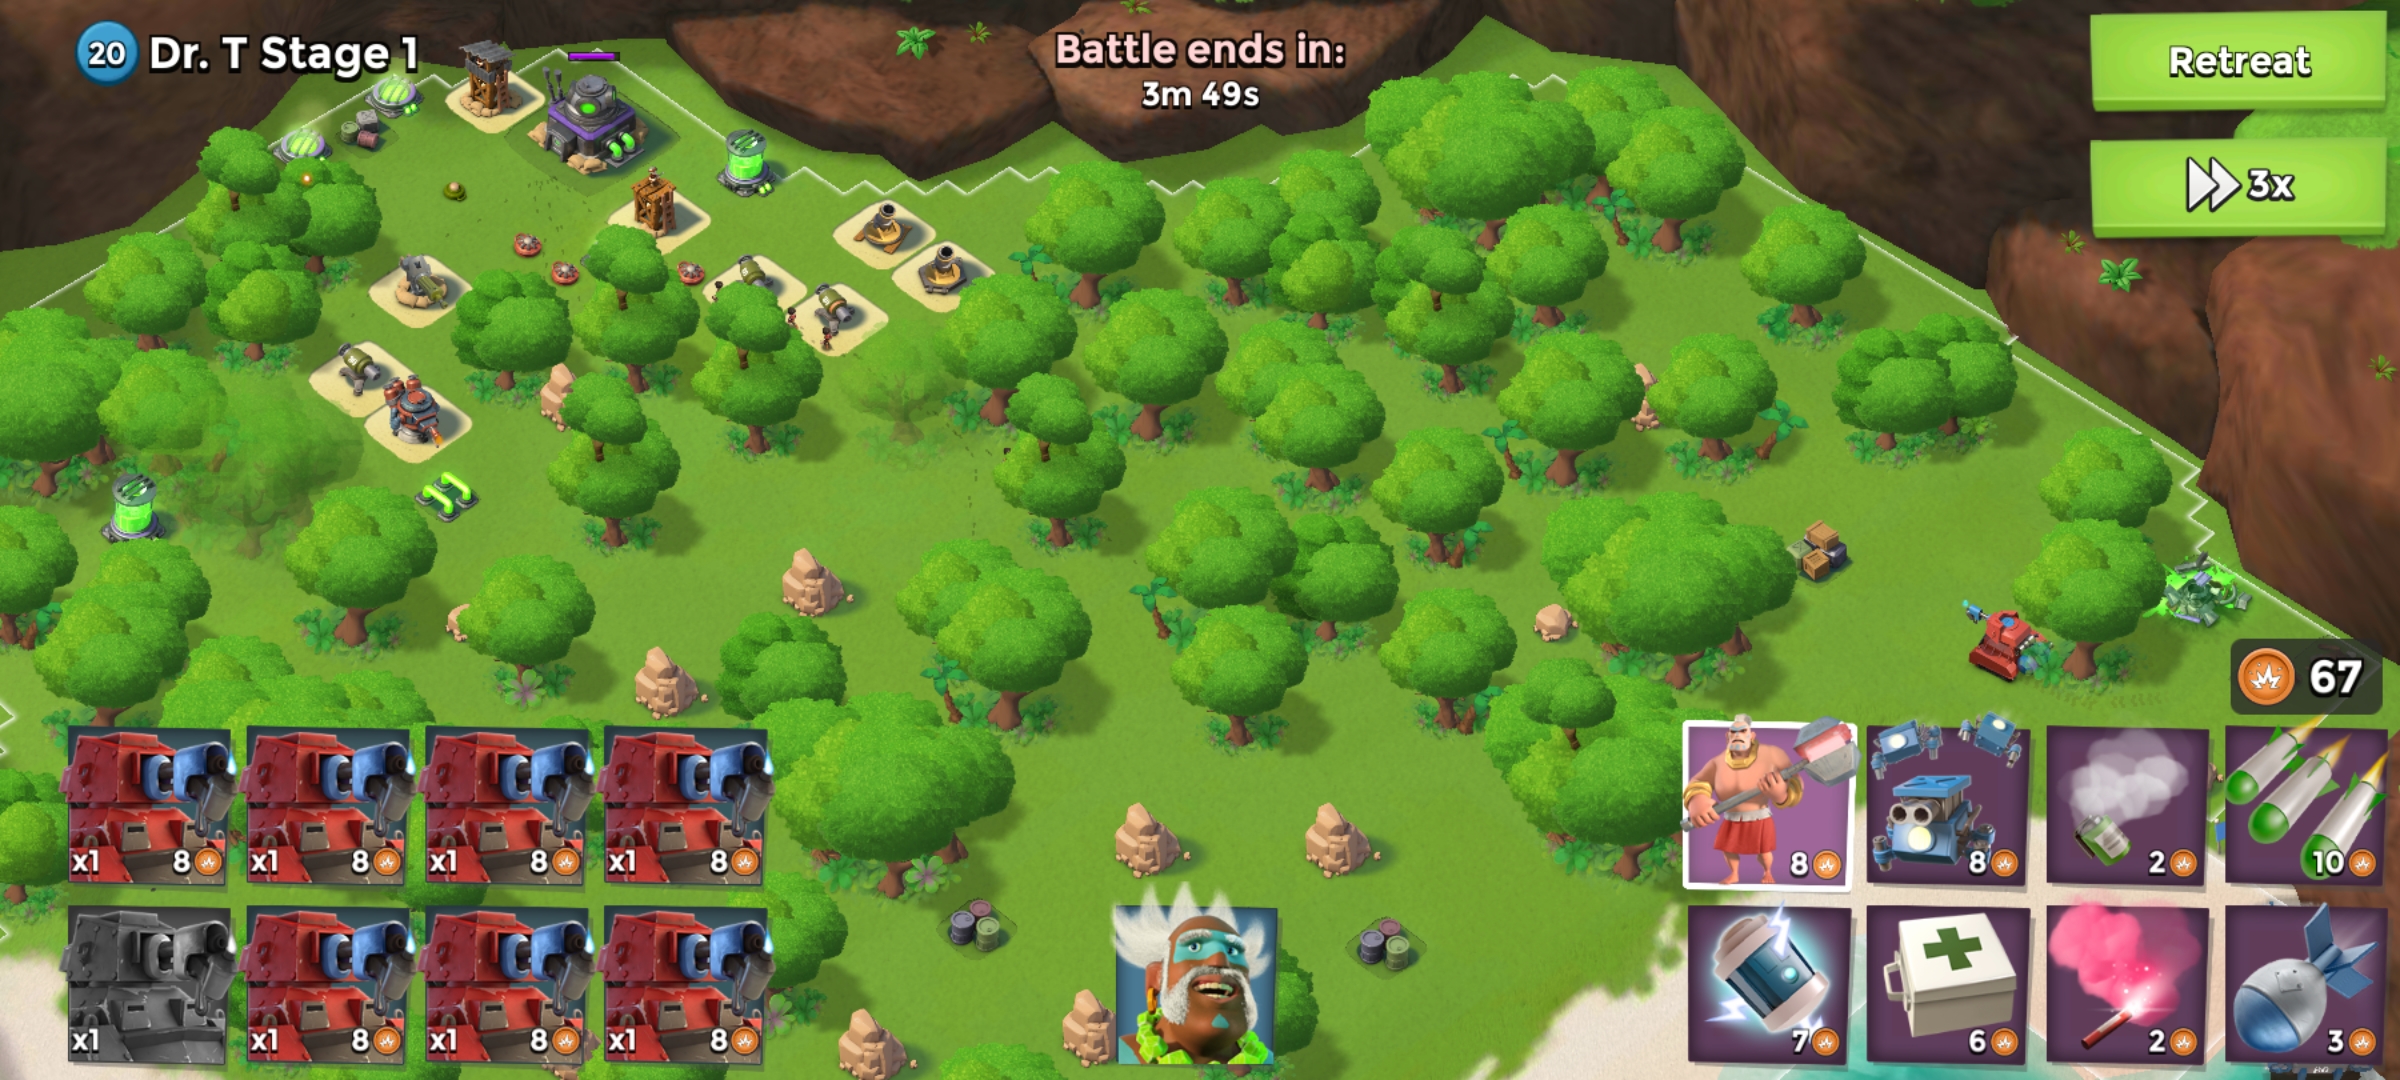 20 Dr. T Stage 1
Battle ends in:
3m 49s
Retreat
3x
67
x1 8
x1 8
x1 8
x1 8
8
8
2
10
x1
x1 8
x1 8
x1 8
7
6
2
3